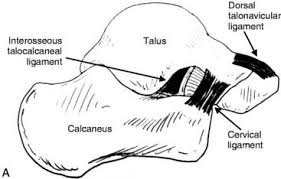 Dorsal
talonavicular
ligament
Interosseous
talocalcaneal
ligament
Talus
Calcaneus
Cervical
ligament
A